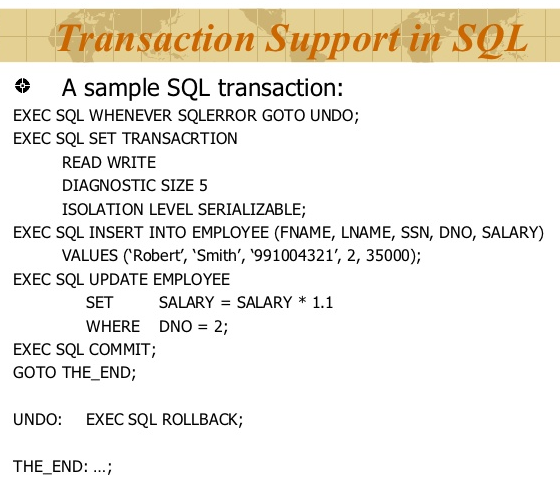 Transaction Support in SQL
A sample SQL transaction:
EXEC SQL WHENEVER SQLERROR GOTO UNDO;
EXEC SQL SET TRANSACRTION
READ WRITE
DIAGNOSTIC SIZE 5
ISOLATION LEVEL SERIALIZABLE;
EXEC SQL INSERT INTO EMPLOYEE (FNAME, LNAME, SSN, DNO, SALARY)
VALUES (‘Robert’, ‘Smith’, ‘991004321’, 2, 35000);
EXEC SQL UPDATE EMPLOYEE
SET SALARY = SALARY * 1.1
WHERE DNO = 2;
EXEC SQL COMMIT;
GOTO THE_END;
UNDO: EXEC SQL ROLLBACK;
THE_END: …;